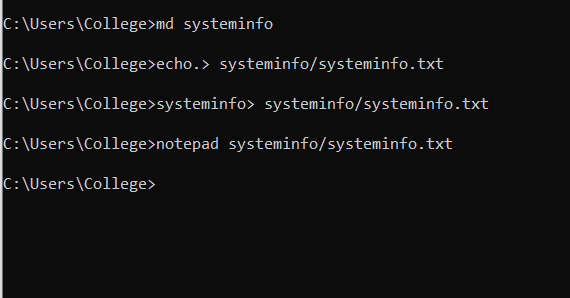 C:\Users\College>md systeminfo
C:\Users\College>echo.> systeminfo/systeminfo.txt
C:\Users\College>systeminfo> systeminfo/systeminfo.txt
C:\Users\College>notepad systeminfo/systeminfo.txt
C:\Users\College>